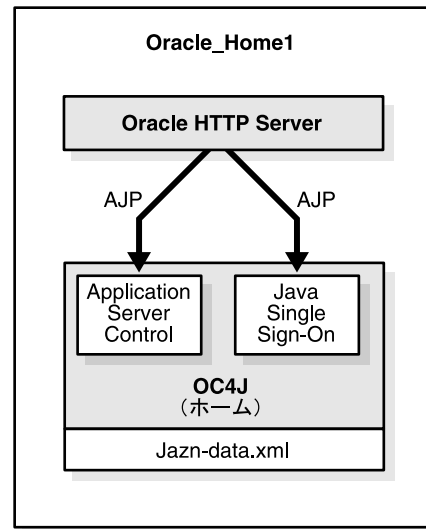 Oracle_Home1
Oracle HTTP Server
AJP
AJP
Application
Server
Control
Java
Single
Sign-On
OC4J
（ホーム）
Jazn-data.xml